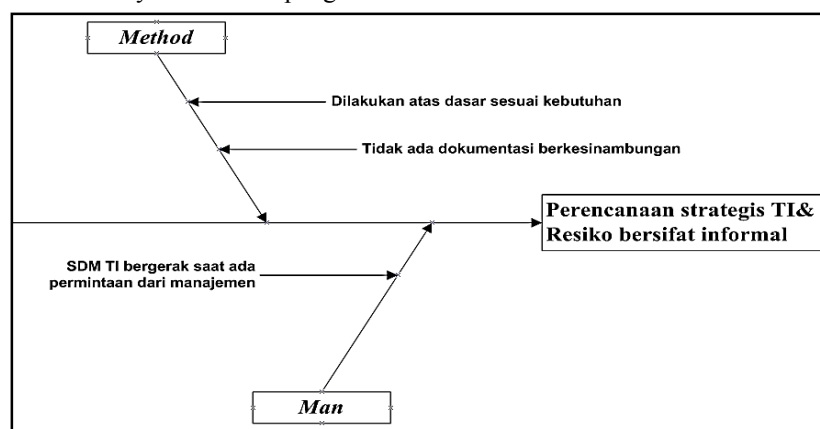 Method
Dilakukan atas dasar sesuai kebutuhan
Tidak ada dokumentasi berkesinambungan
Perencanaan strategis TI&
Resiko bersifat informal
SDM TI bergerak saat ada
permintaan dari manajemen
Man